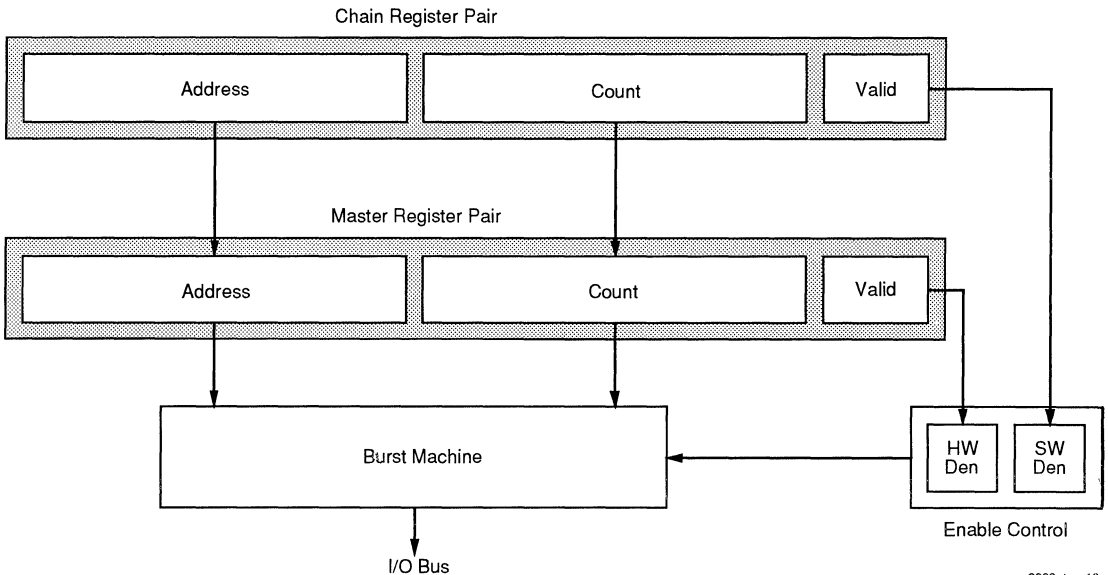 Chain Register Pair
Address
Count
Valid
Master Register Pair
Address
Count
Valid
Burst Machine
HW
Den
SW
Den
Enable Control
I/O Bus